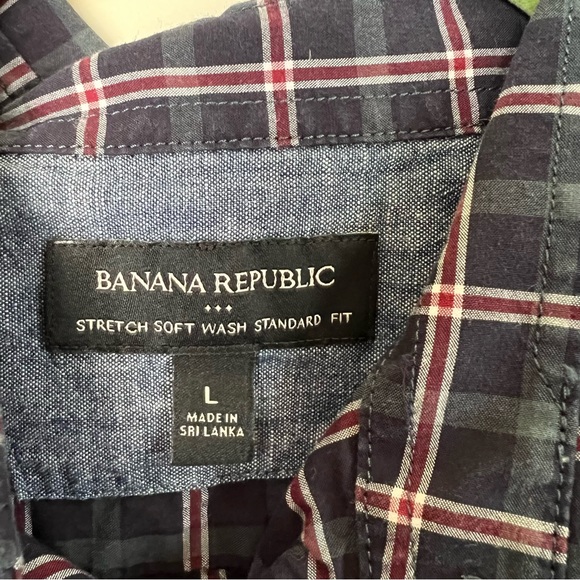 BANANA REPUBLIC
STRETCH SOFT WASH STANDARD FIT
L
MADE IN
SRI LANKA